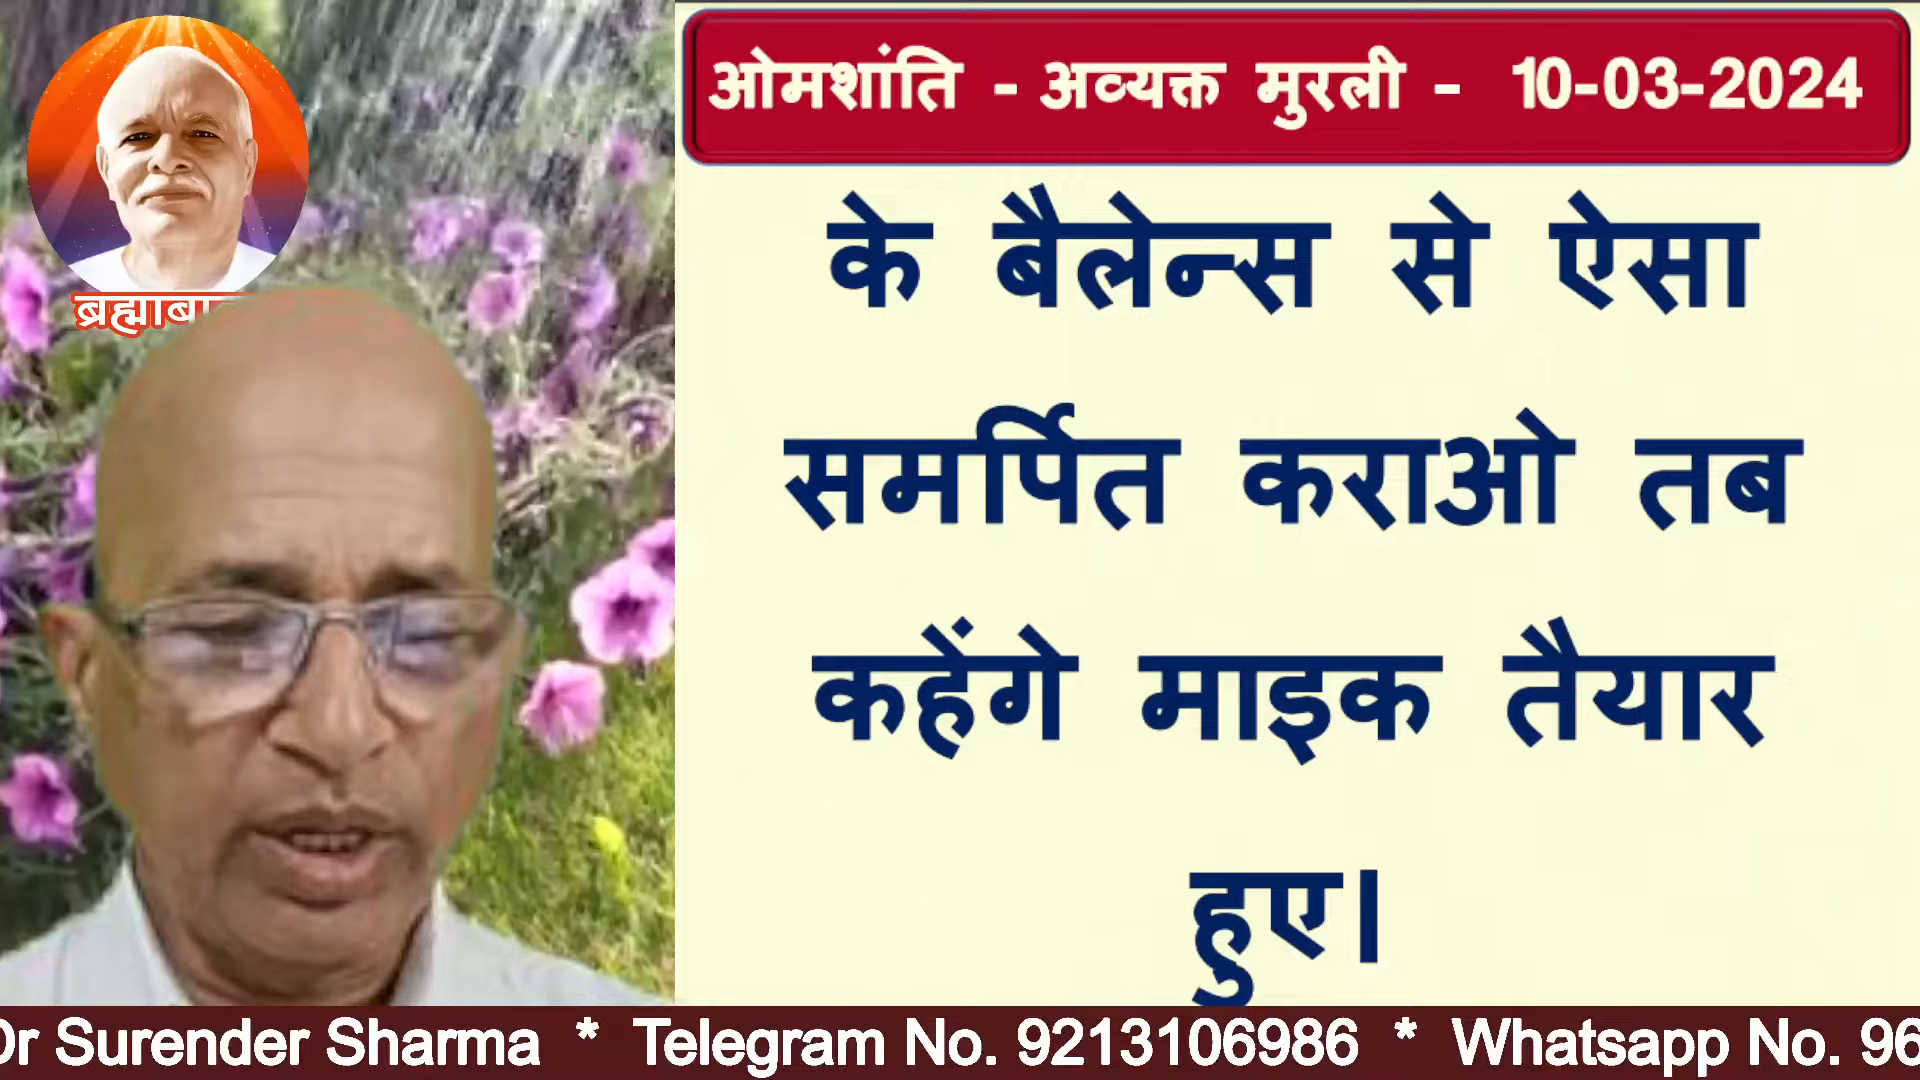 ओमशांति - अव्यक्त मुरली - 10-03-2024
के बैलेन्स से ऐसा
समर्पित कराओ तब
कहेंगे माइक तैयार
हुए।
Dr Surender Sharma * Telegram No. 9213106986 * Whatsapp No. 96